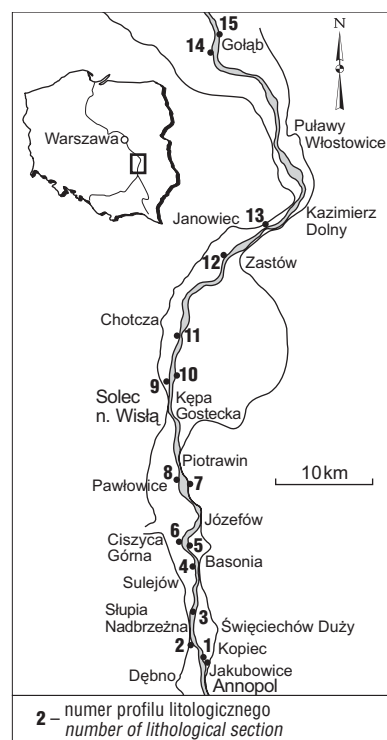 15
Gołąb
14
N
Puławy
Włostowice
Warszawa
Janowiec
13
Kazimierz
Dolny
12
Zastów
Chotcza
11
10
9
Solec
n. Wisłą
Kępa
Gostecka
Piotrawin
8
7
Pawłowice
10 km
Józefów
6
Ciszyca
Górna
5
Basonia
4
Sulejów
3
Słupia
Nadbrzeżna
Święciechów Duży
2
1
Kopiec
Jakubowice
Dębno
Annopol
2 – numer profilu litologicznego
number of lithological section